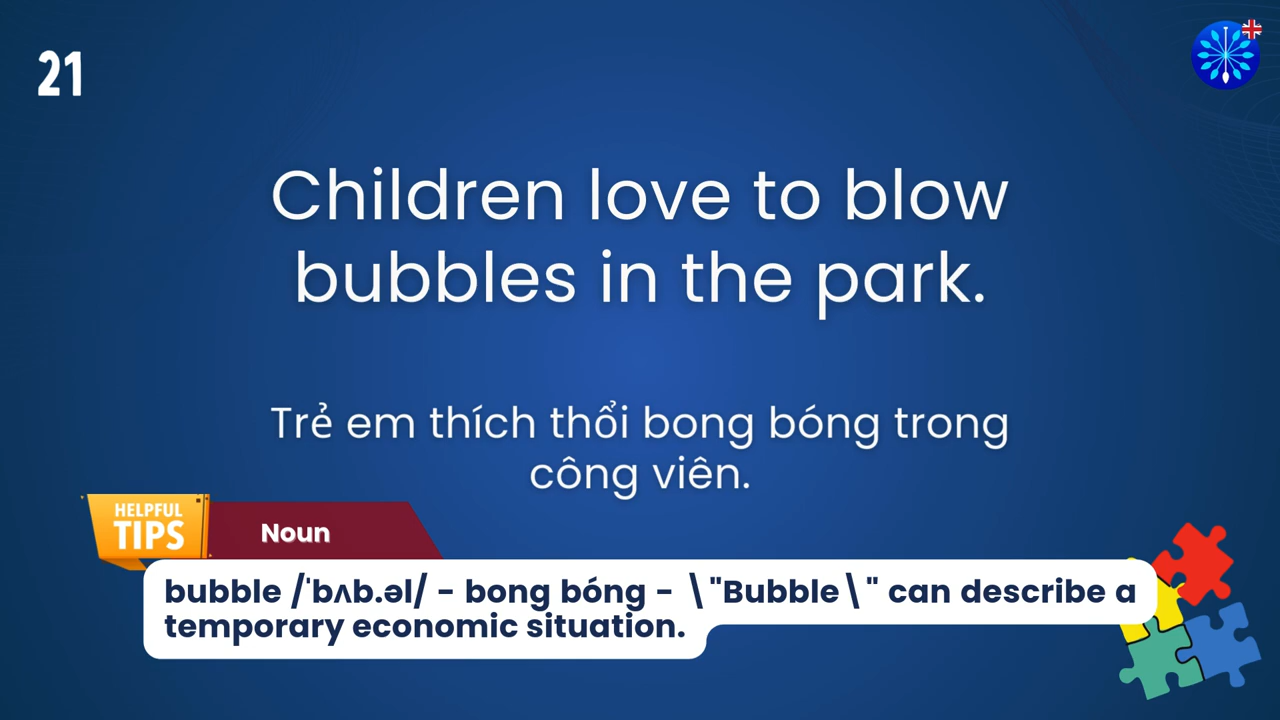 21
Children love to blow
bubbles in the park.
Trẻ em thích thổi bong bóng trong
công viên.
HELPFUL
TIPS
Noun
bubble /ˈbʌb.əl/ - bong bóng - \"Bubble\" can describe a
temporary economic situation.